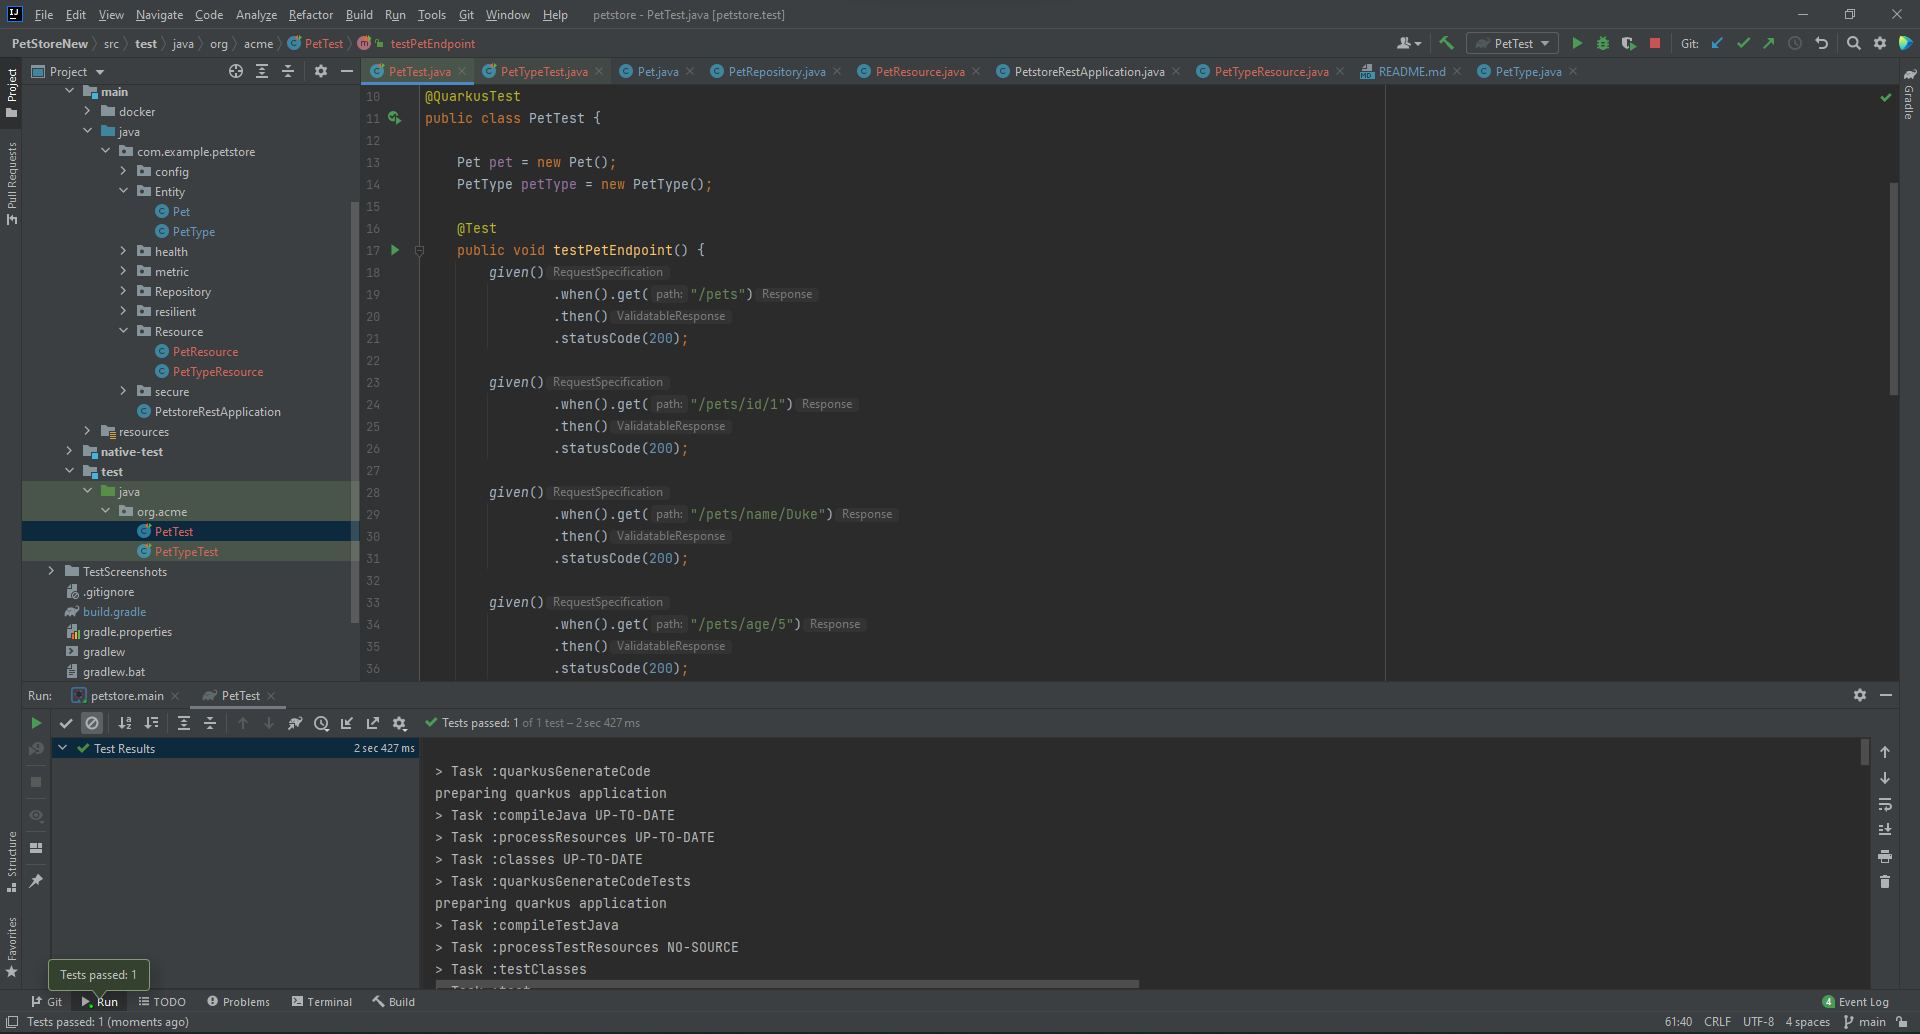 File Edit View Navigate Code Analyze Refactor Build Run Tools Git Window Help petstore - PetTest.java [petstore.test]
PetStoreNew src test java org acme PetTest testPetEndpoint PetTest Git:
Project PetTest.java PetTypeTest.java Pet.java PetRepository.java PetResource.java PetstoreRestApplication.java PetTypeResource.java README.md PetType.java
Project
Pull Requests
Structure
Favorites
Gradle
main
docker
java
com.example.petstore
config
Entity
Pet
PetType
health
metric
Repository
resilient
Resource
PetResource
PetTypeResource
secure
PetstoreRestApplication
resources
native-test
test
java
org.acme
PetTest
PetTypeTest
TestScreenshots
.gitignore
build.gradle
gradle.properties
gradlew
gradlew.bat
10 @QuarkusTest
11 public class PetTest {
12
13 Pet pet = new Pet();
14 PetType petType = new PetType();
15
16 @Test
17 public void testPetEndpoint() {
18 given() RequestSpecification
19 .when().get( path: "/pets") Response
20 .then() ValidatableResponse
21 .statusCode(200);
22
23 given() RequestSpecification
24 .when().get( path: "/pets/id/1") Response
25 .then() ValidatableResponse
26 .statusCode(200);
27
28 given() RequestSpecification
29 .when().get( path: "/pets/name/Duke") Response
30 .then() ValidatableResponse
31 .statusCode(200);
32
33 given() RequestSpecification
34 .when().get( path: "/pets/age/5") Response
35 .then() ValidatableResponse
36 .statusCode(200);
Run: petstore.main PetTest
Tests passed: 1 of 1 test – 2 sec 427 ms
Test Results 2 sec 427 ms
> Task :quarkusGenerateCode
preparing quarkus application
> Task :compileJava UP-TO-DATE
> Task :processResources UP-TO-DATE
> Task :classes UP-TO-DATE
> Task :quarkusGenerateCodeTests
preparing quarkus application
> Task :compileTestJava
> Task :processTestResources NO-SOURCE
> Task :testClasses
Tests passed: 1
Git Run TODO Problems Terminal Build 4 Event Log
Tests passed: 1 (moments ago) 61:40 CRLF UTF-8 4 spaces main